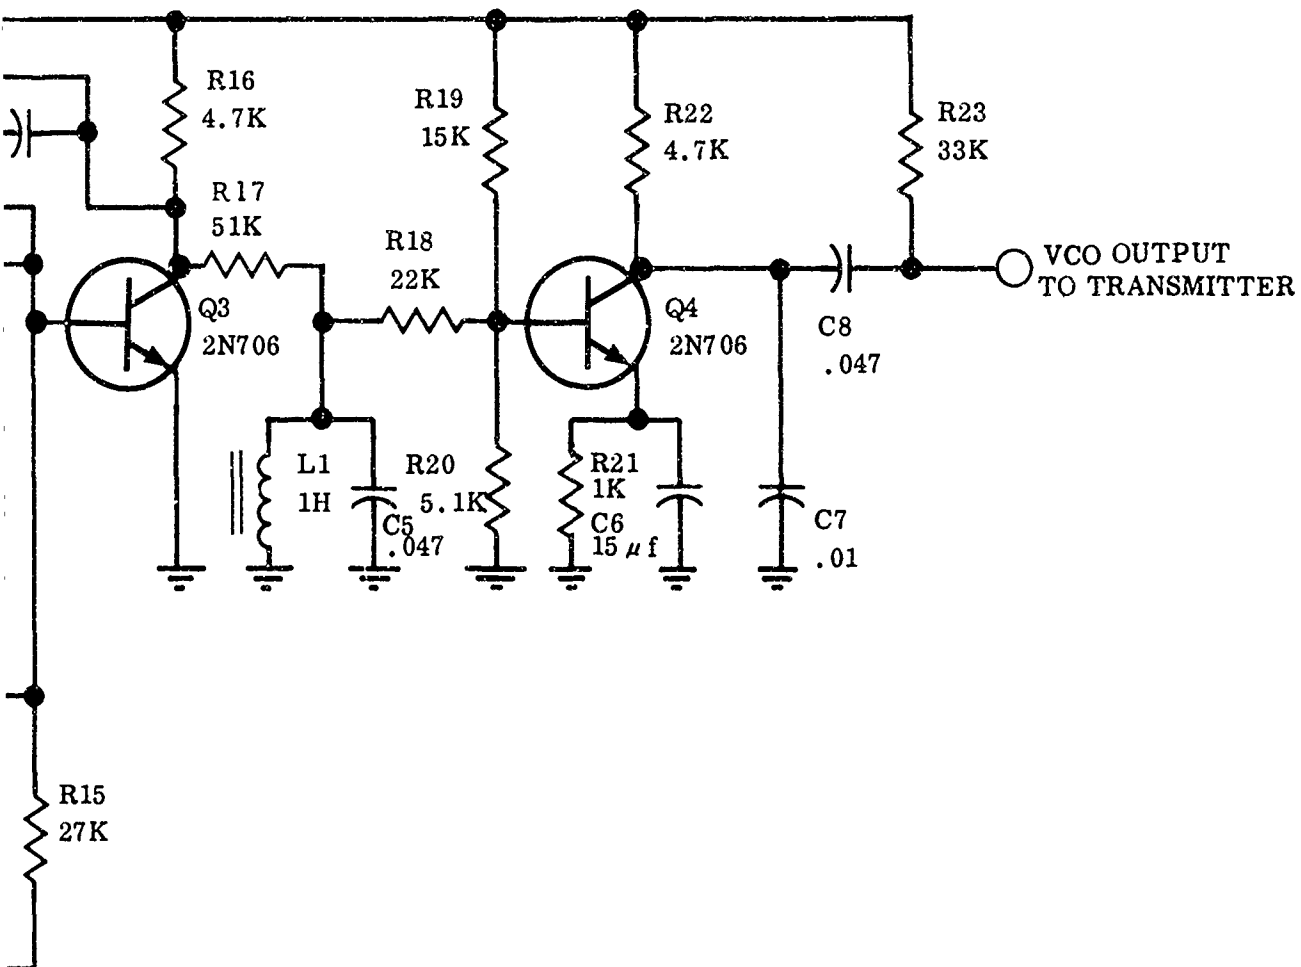 R16
4.7K
R17
51K
Q3
2N706
R18
22K
R19
15K
R22
4.7K
R23
33K
VCO OUTPUT
TO TRANSMITTER
Q4
2N706
C8
.047
L1
1H
C5
.047
R20
5.1K
R21
1K
C6
15 μf
C7
.01
R15
27K